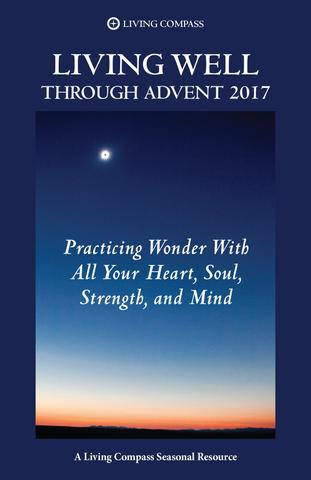 LIVING COMPASS
LIVING WELL
THROUGH ADVENT 2017
Practicing Wonder With
All Your Heart, Soul,
Strength, and Mind
A Living Compass Seasonal Resource